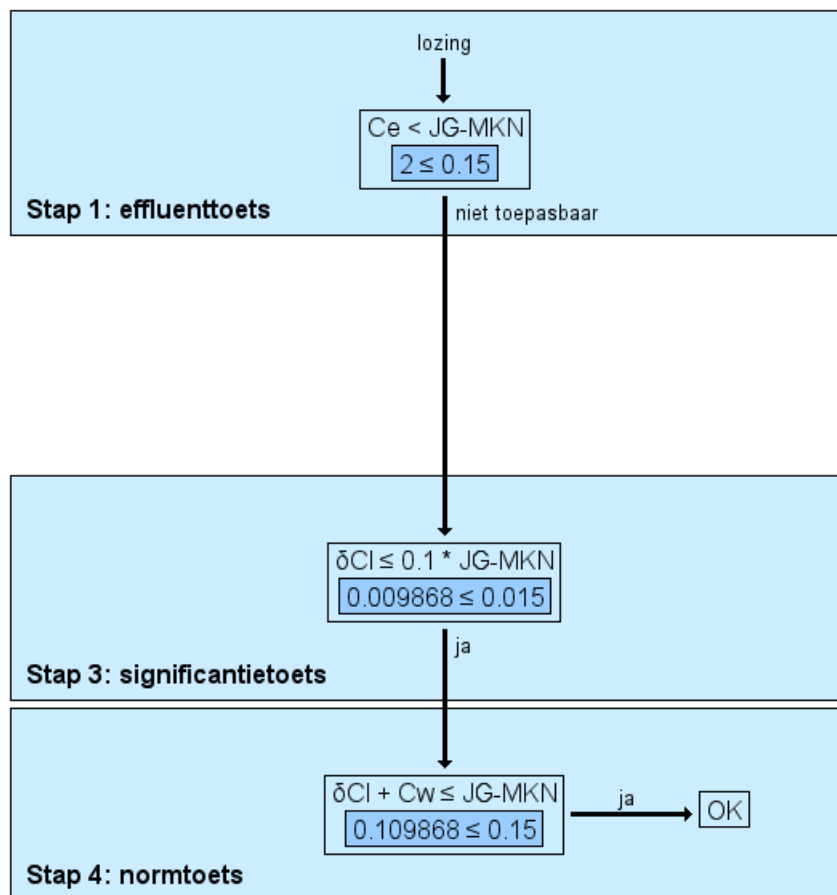 lozing
Ce < JG-MKN
2 ≤ 0.15
Stap 1: effluenttoets
niet toepasbaar
δCl ≤ 0.1 * JG-MKN
0.009868 ≤ 0.015
ja
Stap 3: significantietoets
δCl + Cw ≤ JG-MKN
0.109868 ≤ 0.15
ja
OK
Stap 4: normtoets